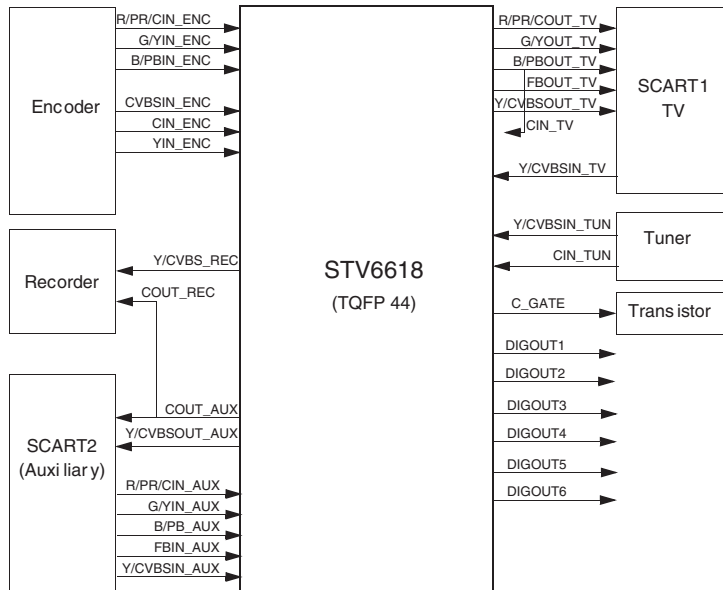 R/PR/CIN_ENC
G/YIN_ENC
B/PBIN_ENC
Encoder
CVBSIN_ENC
CIN_ENC
YIN_ENC
Y/CVBS_REC
Recorder
COUT_REC
COUT_AUX
Y/CVBSOUT_AUX
SCART2
(Auxiliary)
R/PR/CIN_AUX
G/YIN_AUX
B/PB_AUX
FBIN_AUX
Y/CVBSIN_AUX
STV6618
(TQFP 44)
R/PR/COUT_TV
G/YOUT_TV
B/PBOUT_TV
FBOUT_TV
Y/CVBSOUT_TV
CIN_TV
Y/CVBSIN_TV
SCART1
TV
Y/CVBSIN_TUN
Tuner
CIN_TUN
C_GATE
Transistor
DIGOUT1
DIGOUT2
DIGOUT3
DIGOUT4
DIGOUT5
DIGOUT6